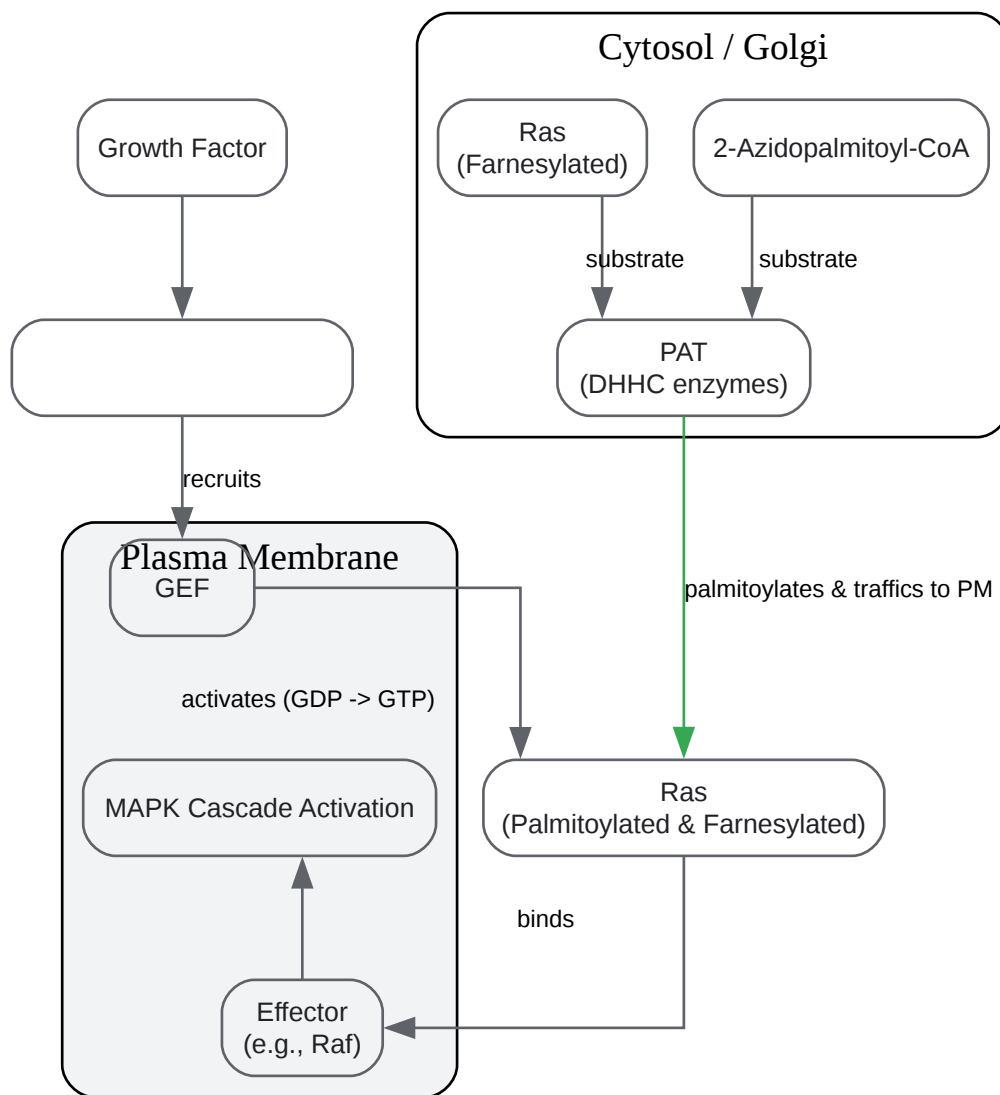 Cytosol / Golgi
Growth Factor
Ras
(Farnesylated)
2-Azidopalmitoyl-CoA
substrate
substrate
PAT
(DHHC enzymes)
recruits
Plasma Membrane
GEF
palmitoylates & traffics to PM
activates (GDP -> GTP)
MAPK Cascade Activation
Ras
(Palmitoylated & Farnesylated)
binds
Effector
(e.g., Raf)